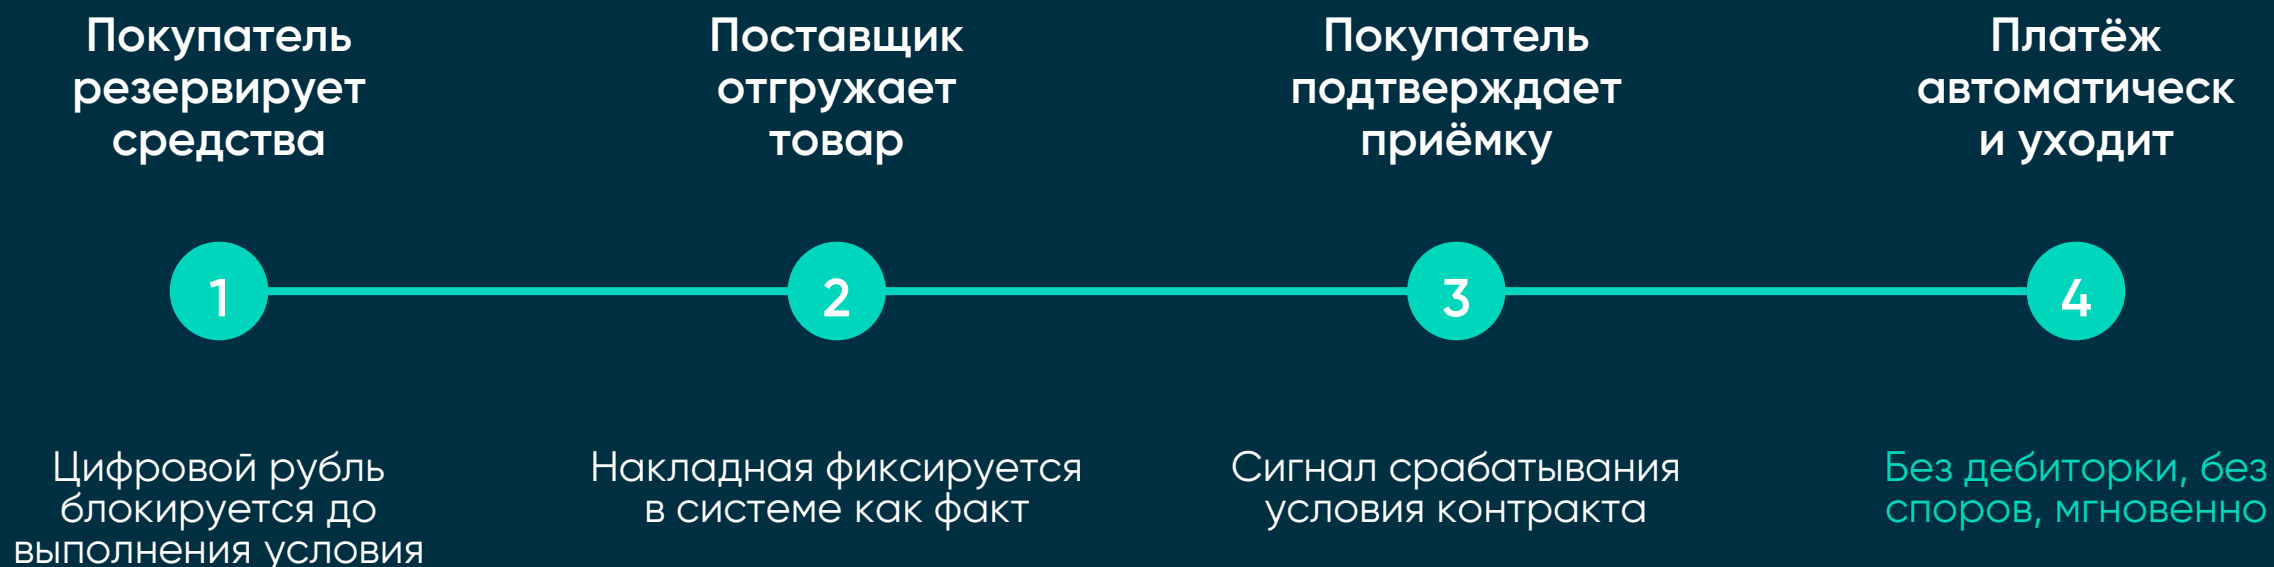 Покупатель
резервирует
средства
Поставщик
отгружает
товар
Покупатель
подтверждает
приёмку
Платёж
автоматическ
и уходит
1
2
3
4
Цифровой рубль
блокируется до
выполнения условия
Накладная фиксируется
в системе как факт
Сигнал срабатывания
условия контракта
Без дебиторки, без
споров, мгновенно